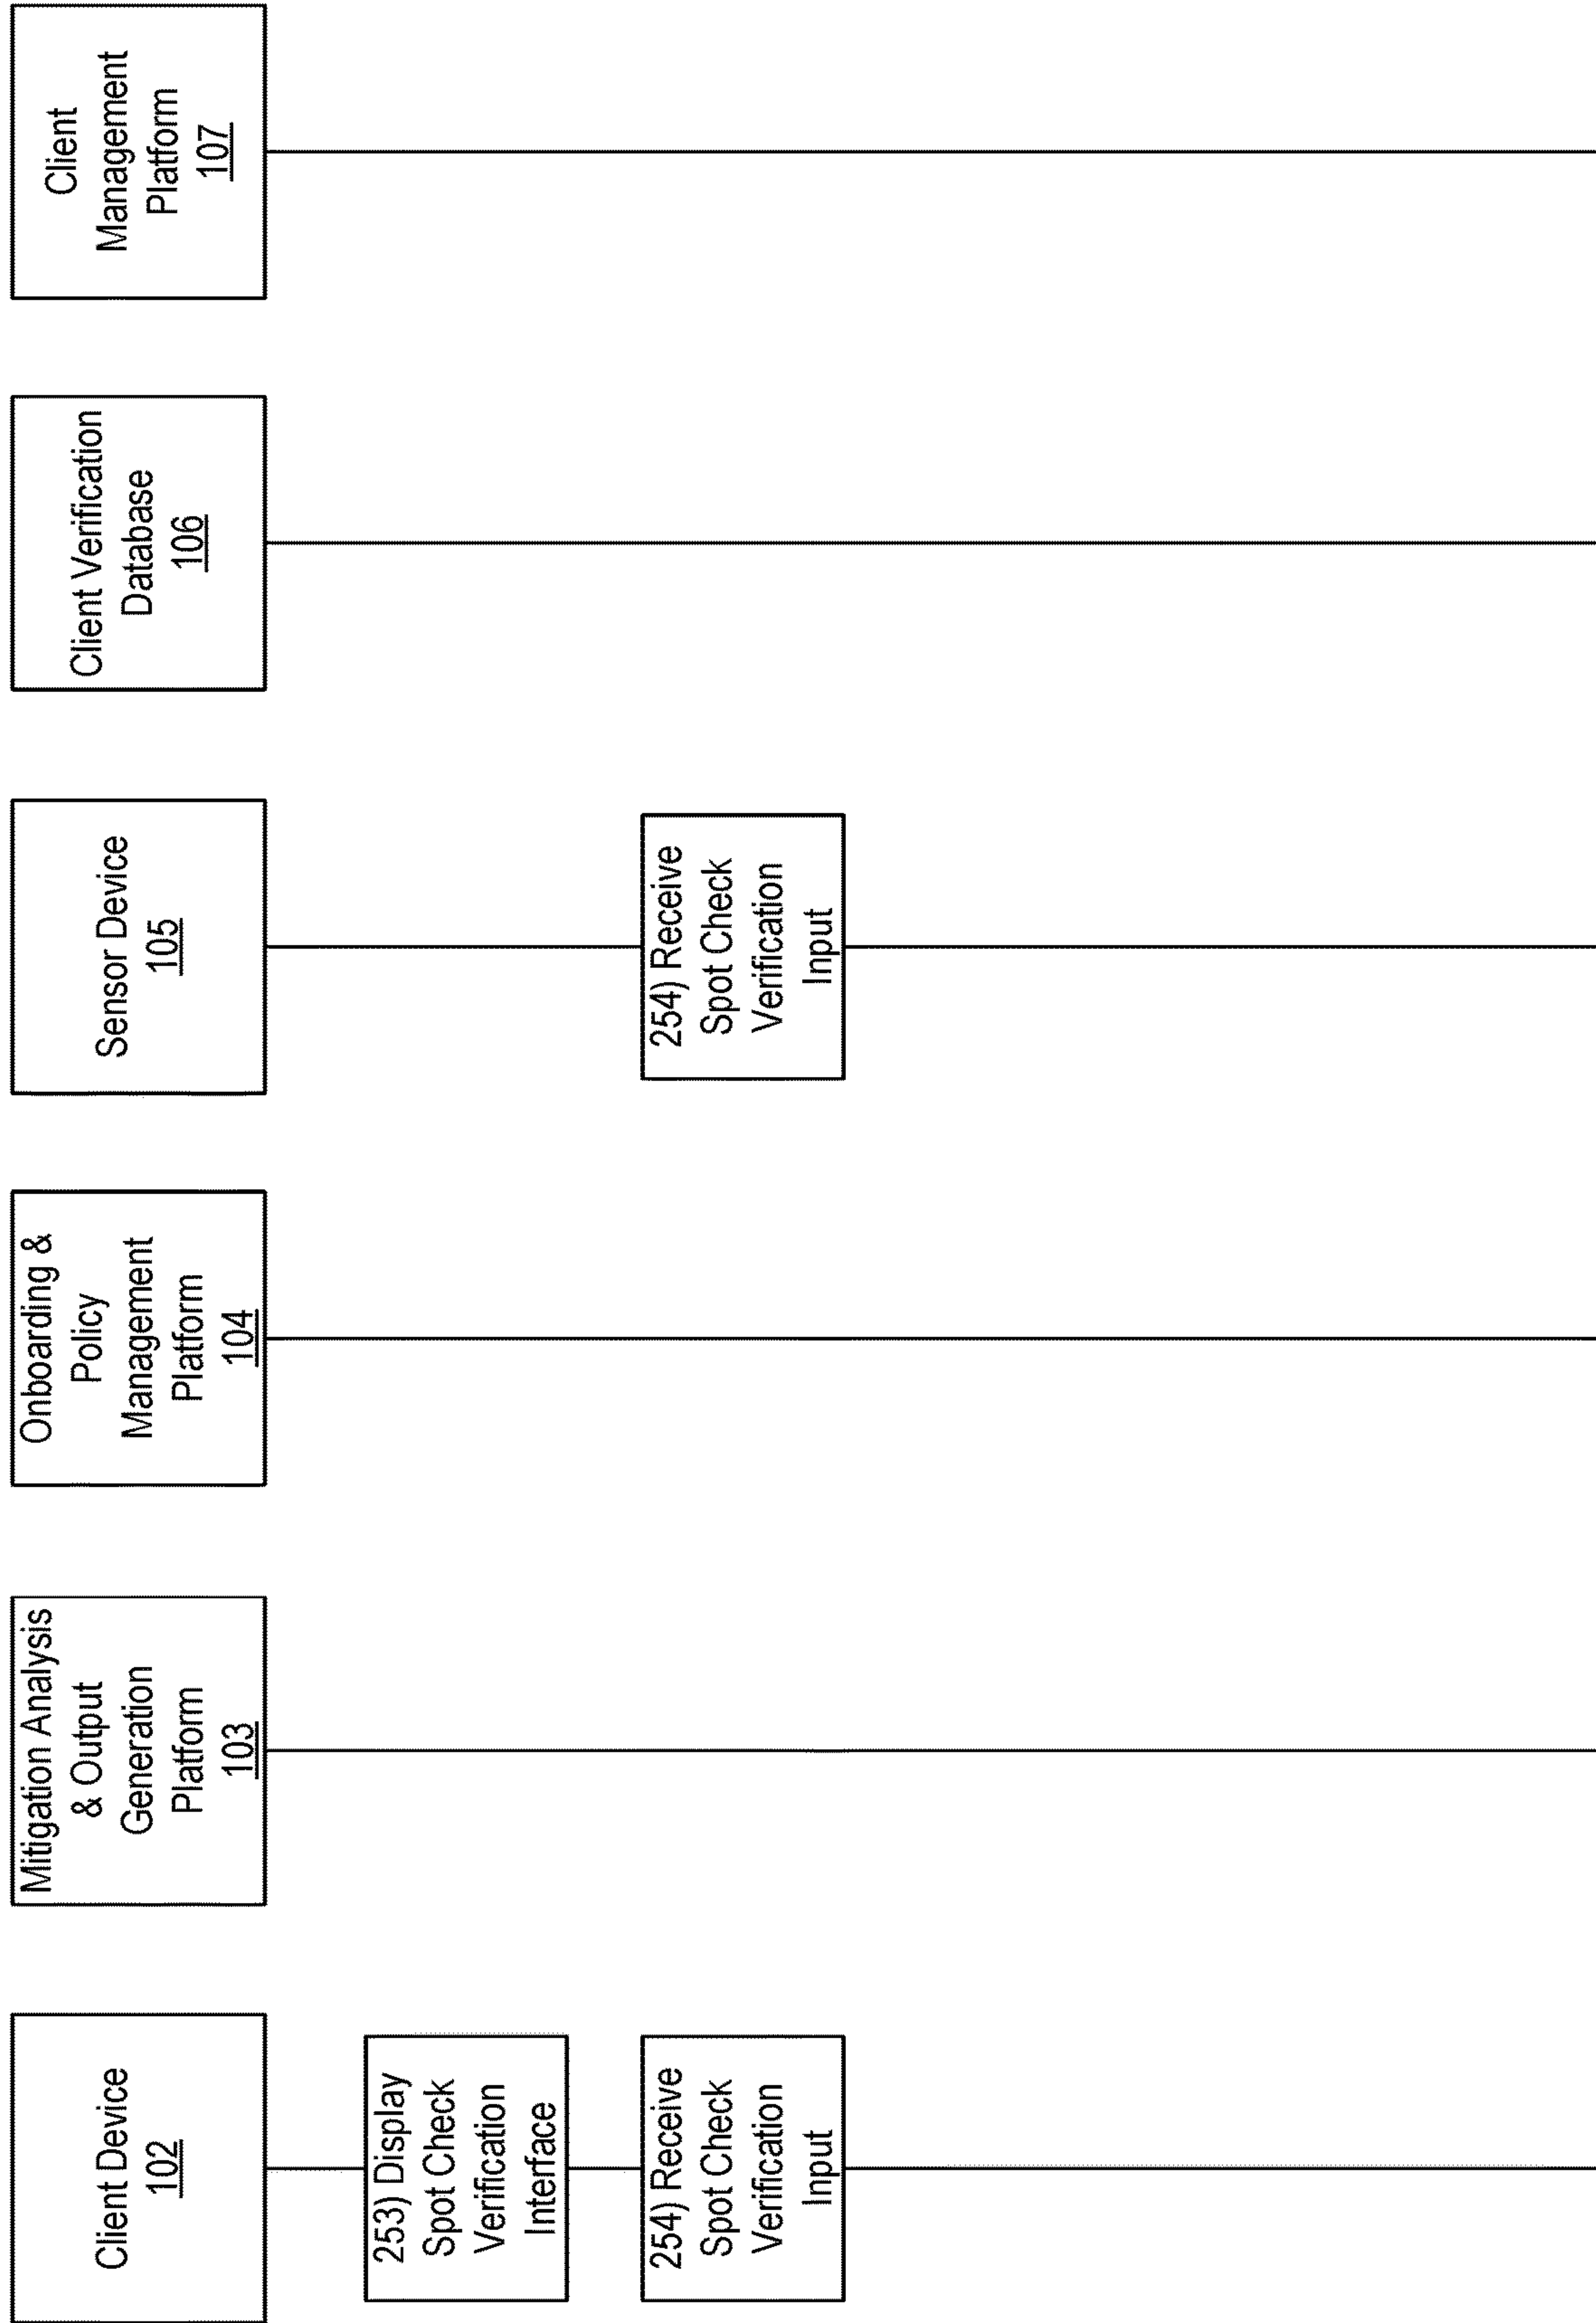 Client Device
102
Mitigation Analysis
& Output
Generation
Platform
103
Onboarding &
Policy
Management
Platform
104
Sensor Device
105
Client Verification
Database
106
Client
Management
Platform
107
253) Display
Spot Check
Verification
Interface
254) Receive
Spot Check
Verification
Input
254) Receive
Spot Check
Verification
Input